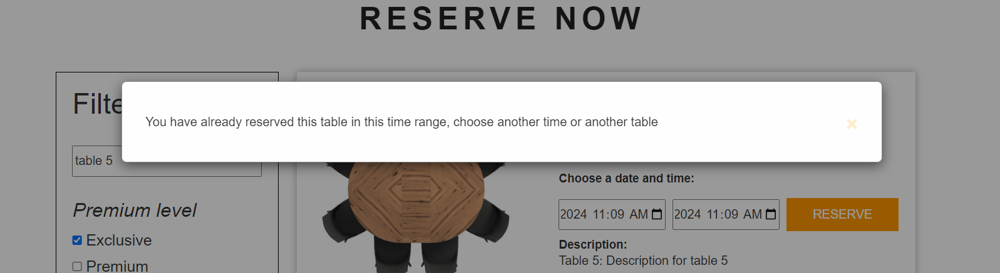 RESERVE NOW
You have already reserved this table in this time range, choose another time or another table
table 5
Premium level
Exclusive
Premium
Choose a date and time:
2024 11:09 AM 2024 11:09 AM RESERVE
Description:
Table 5: Description for table 5